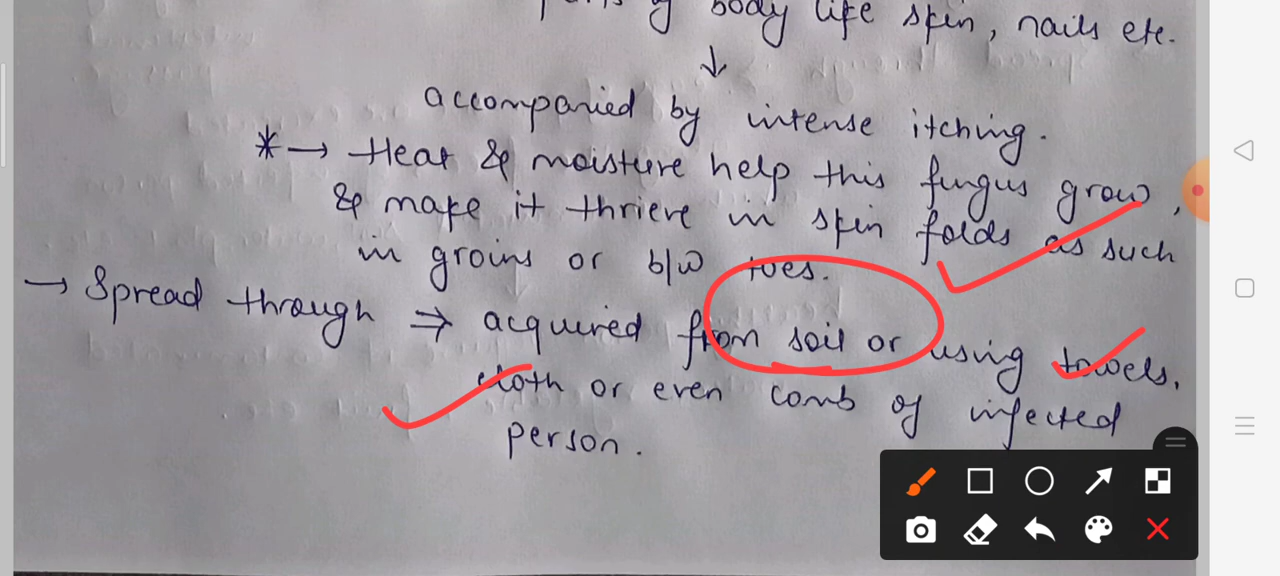 parts of body like skin, nails etc.
↓
accompanied by intense itching.
*→ Heat & moisture help this fungus grow,
& make it thrieve in skin folds as such
in groins or b/w toes.
→ Spread through ⇒ acquired from soil or using towels,
cloth or even comb of infected
person.